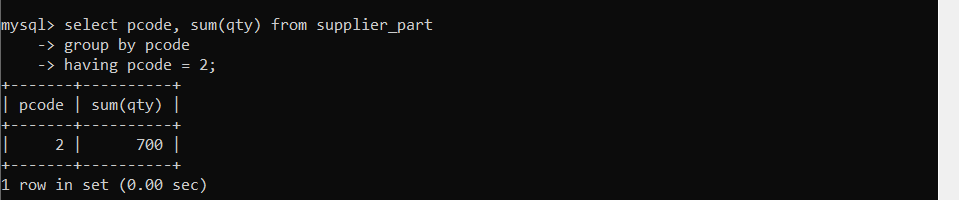 mysql> select pcode, sum(qty) from supplier_part
    -> group by pcode
    -> having pcode = 2;
+-------+----------+
| pcode | sum(qty) |
+-------+----------+
|     2 |      700 |
+-------+----------+
1 row in set (0.00 sec)